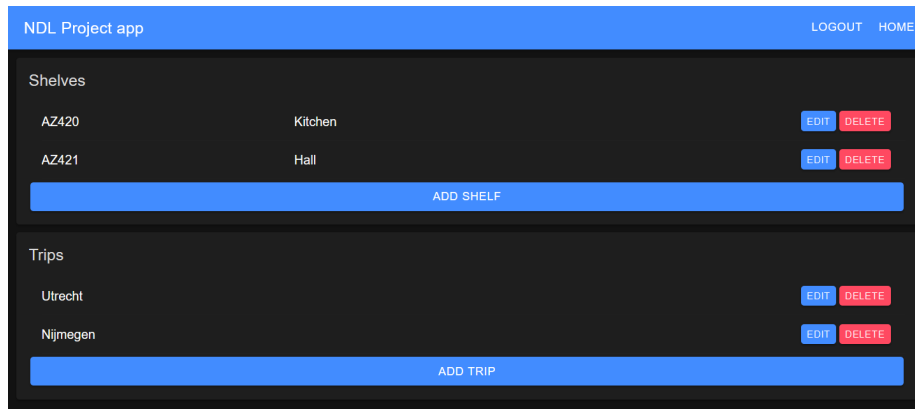 NDL Project app LOGOUT HOME
Shelves
AZ420 Kitchen EDIT DELETE
AZ421 Hall EDIT DELETE
ADD SHELF
Trips
Utrecht EDIT DELETE
Nijmegen EDIT DELETE
ADD TRIP